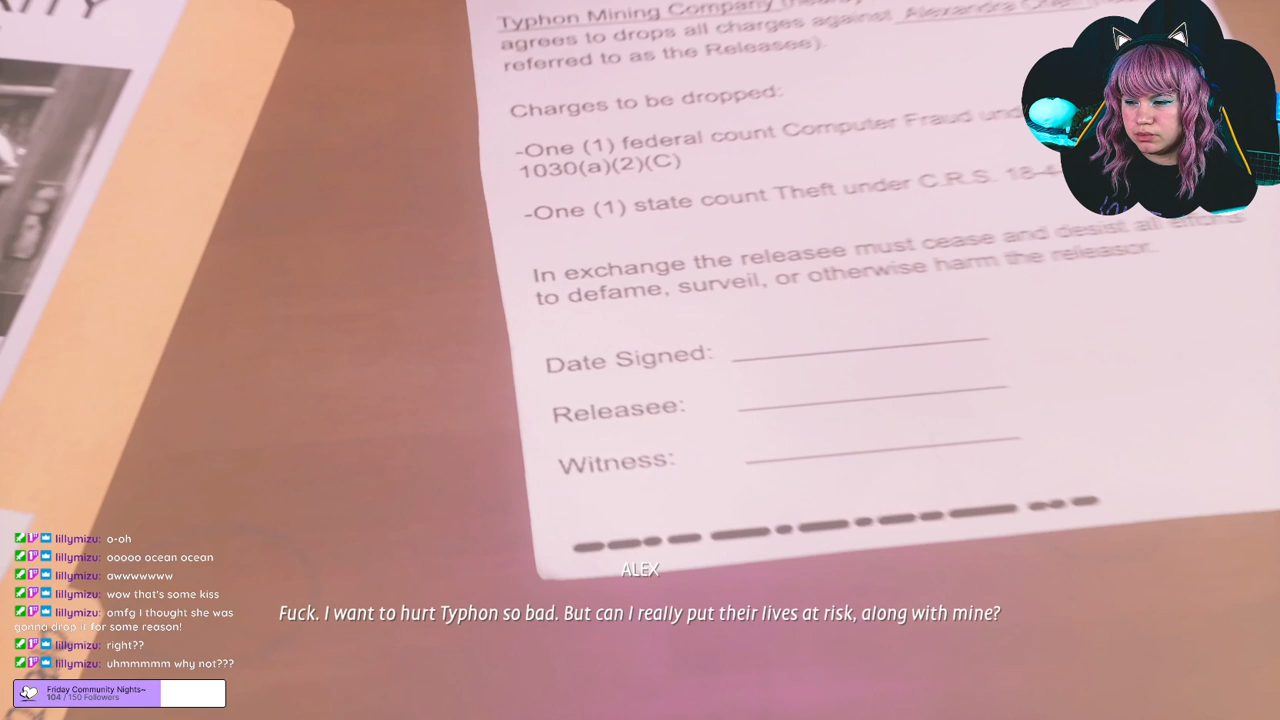 Typhon Mining Company
agrees to drops all charges against Alexandra
referred to as the Releasee).
Charges to be dropped:
-One (1) federal count Computer Fraud
1030(a)(2)(C)
-One (1) state count Theft under C.R.S.
In exchange the releasee must cease and desist all efforts
to defame, surveil, or otherwise harm the releasor.
Date Signed:
Releasee:
Witness:
ALEX
Fuck. I want to hurt Typhon so bad. But can I really put their lives at risk, along with mine?
lillymizu: o-oh
lillymizu: ooooo ocean ocean
lillymizu: awwwwwww
lillymizu: wow that's some kiss
lillymizu: omfg I thought she was
gonna drop it for some reason!
lillymizu: right??
lillymizu: uhmmmmm why not???
Friday Community Nights~
104 / 150 Followers